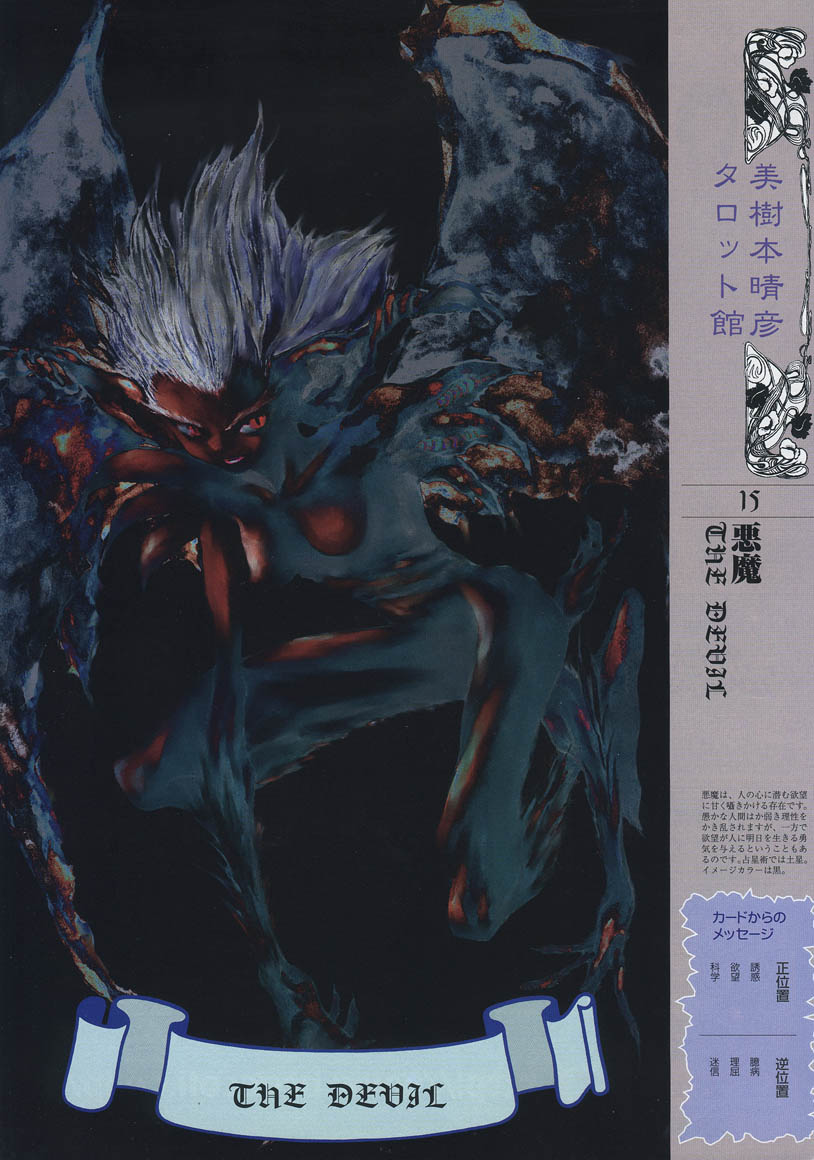 美樹本晴彦
タロット館
15
悪魔
THE DEVIL
悪魔は、人の心に潜む欲望
に甘く囁きかける存在です。
愚かな人間はか弱き理性を
かき乱されますが、一方で
欲望が人に明日を生きる勇
気を与えるということもあ
るのです。占星術では土星。
イメージカラーは黒。
カードからの
メッセージ
正位置
誘惑
欲望
科学
逆位置
臆病
理屈
迷信
THE DEVIL